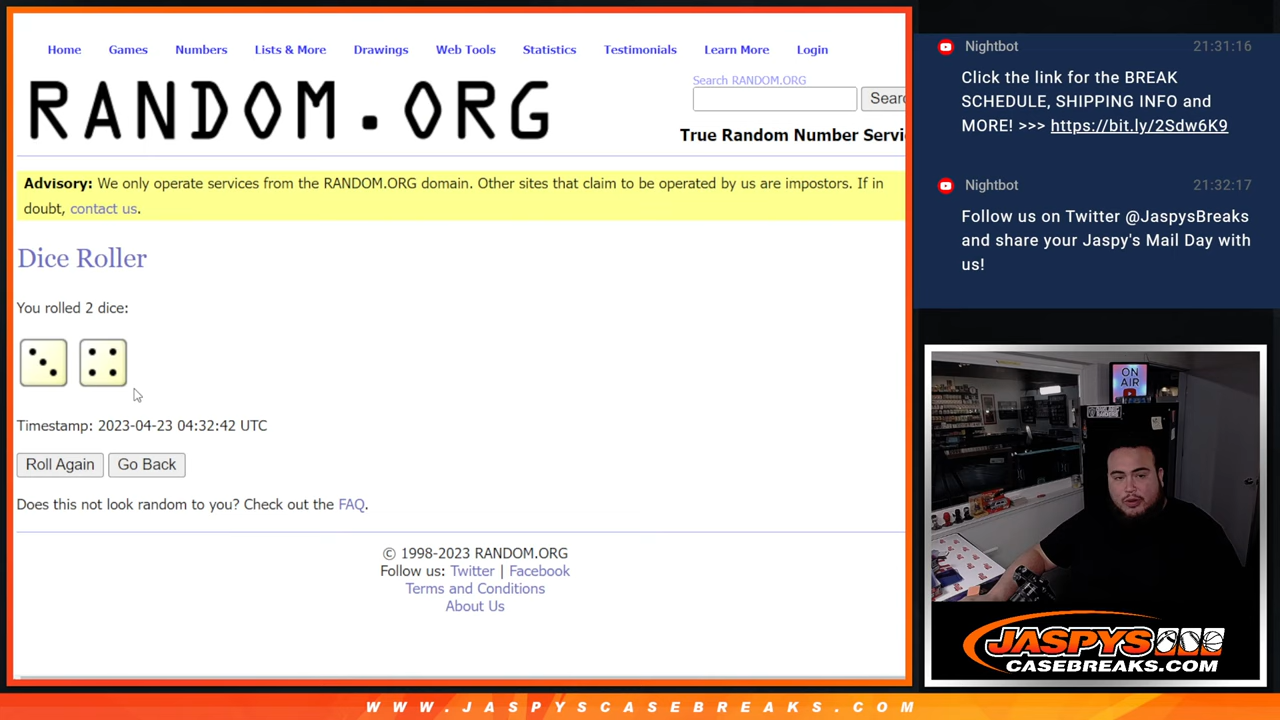 Home Games Numbers Lists & More Drawings Web Tools Statistics Testimonials Learn More Login
RANDOM.ORG
Search RANDOM.ORG
Searc
True Random Number Servi
Advisory: We only operate services from the RANDOM.ORG domain. Other sites that claim to be operated by us are impostors. If in
doubt, contact us.
Dice Roller
You rolled 2 dice:
Timestamp: 2023-04-23 04:32:42 UTC
Roll Again Go Back
Does this not look random to you? Check out the FAQ.
© 1998-2023 RANDOM.ORG
Follow us: Twitter | Facebook
Terms and Conditions
About Us
Nightbot 21:31:16
Click the link for the BREAK
SCHEDULE, SHIPPING INFO and
MORE! >>> https://bit.ly/2Sdw6K9
Nightbot 21:32:17
Follow us on Twitter @JaspysBreaks
and share your Jaspy's Mail Day with
us!
ON
AIR
JASPYS
CASEBREAKS.COM
WWW.JASPYSCASEBREAKS.COM